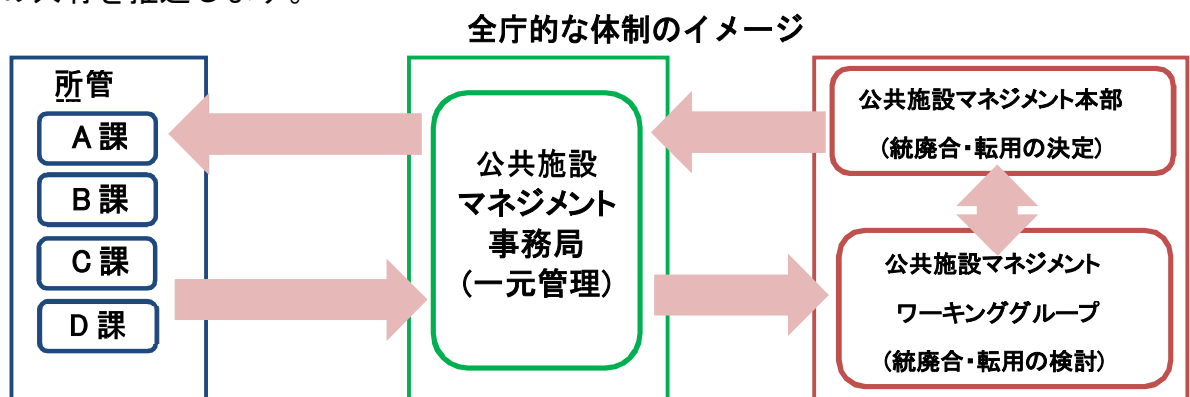 全庁的な体制のイメージ
所管
A 課
B 課
C 課
D 課
公共施設
マネジメント
事務局
(一元管理)
公共施設マネジメント本部
(統廃合・転用の決定)
公共施設マネジメント
ワーキンググループ
(統廃合・転用の検討)